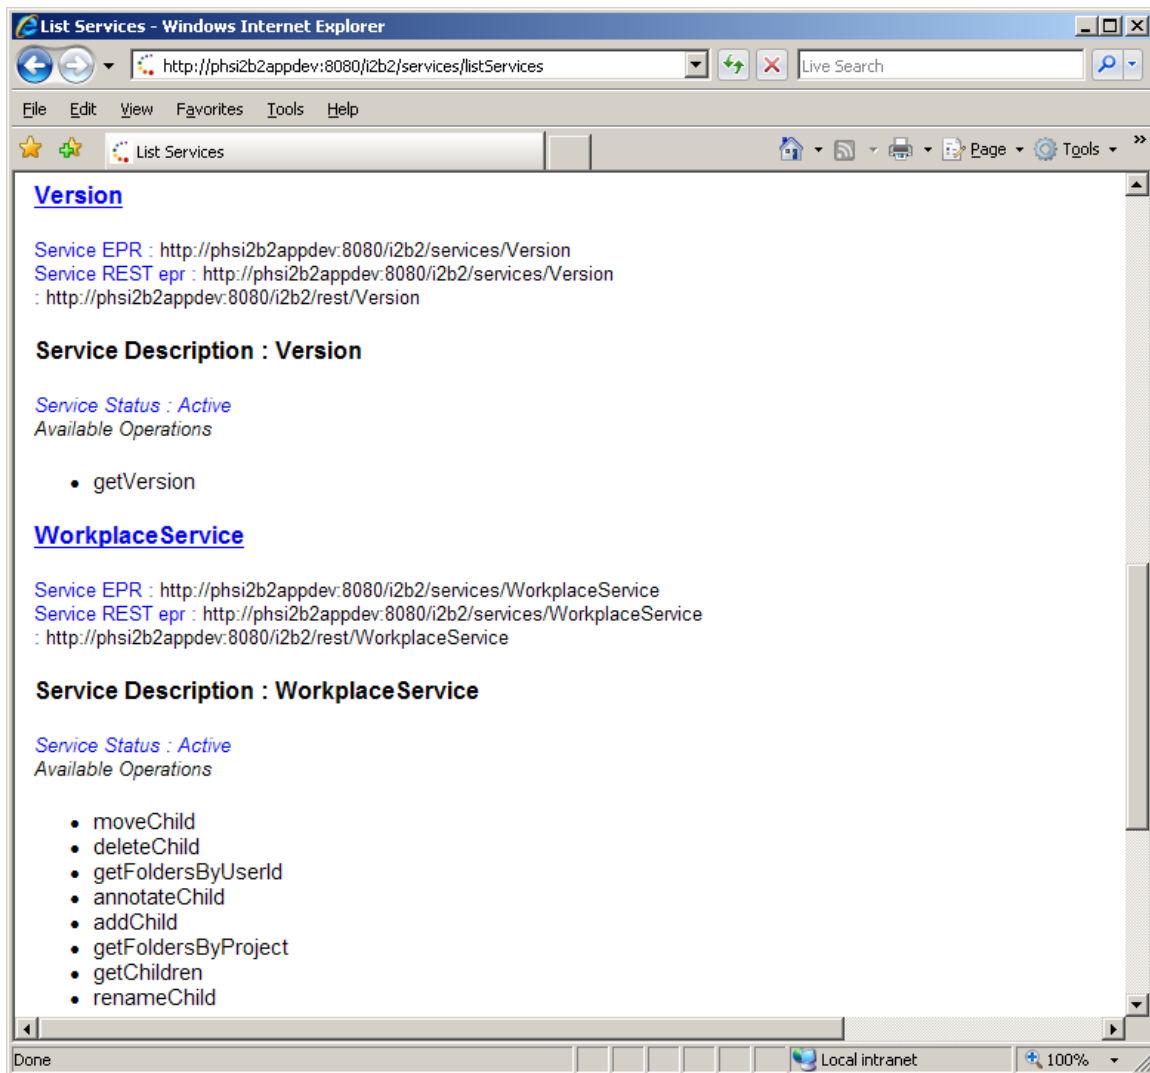 List Services - Windows Internet Explorer
http://phsi2b2appdev:8080/i2b2/services/listServices
Live Search
File Edit View Favorites Tools Help
List Services
Page Tools »
Version
Service EPR : http://phsi2b2appdev:8080/i2b2/services/Version
Service REST epr : http://phsi2b2appdev:8080/i2b2/services/Version
: http://phsi2b2appdev:8080/i2b2/rest/Version
Service Description : Version
Service Status : Active
Available Operations
• getVersion
WorkplaceService
Service EPR : http://phsi2b2appdev:8080/i2b2/services/WorkplaceService
Service REST epr : http://phsi2b2appdev:8080/i2b2/services/WorkplaceService
: http://phsi2b2appdev:8080/i2b2/rest/WorkplaceService
Service Description : WorkplaceService
Service Status : Active
Available Operations
• moveChild
• deleteChild
• getFoldersByUserId
• annotateChild
• addChild
• getFoldersByProject
• getChildren
• renameChild
Done Local intranet 100%